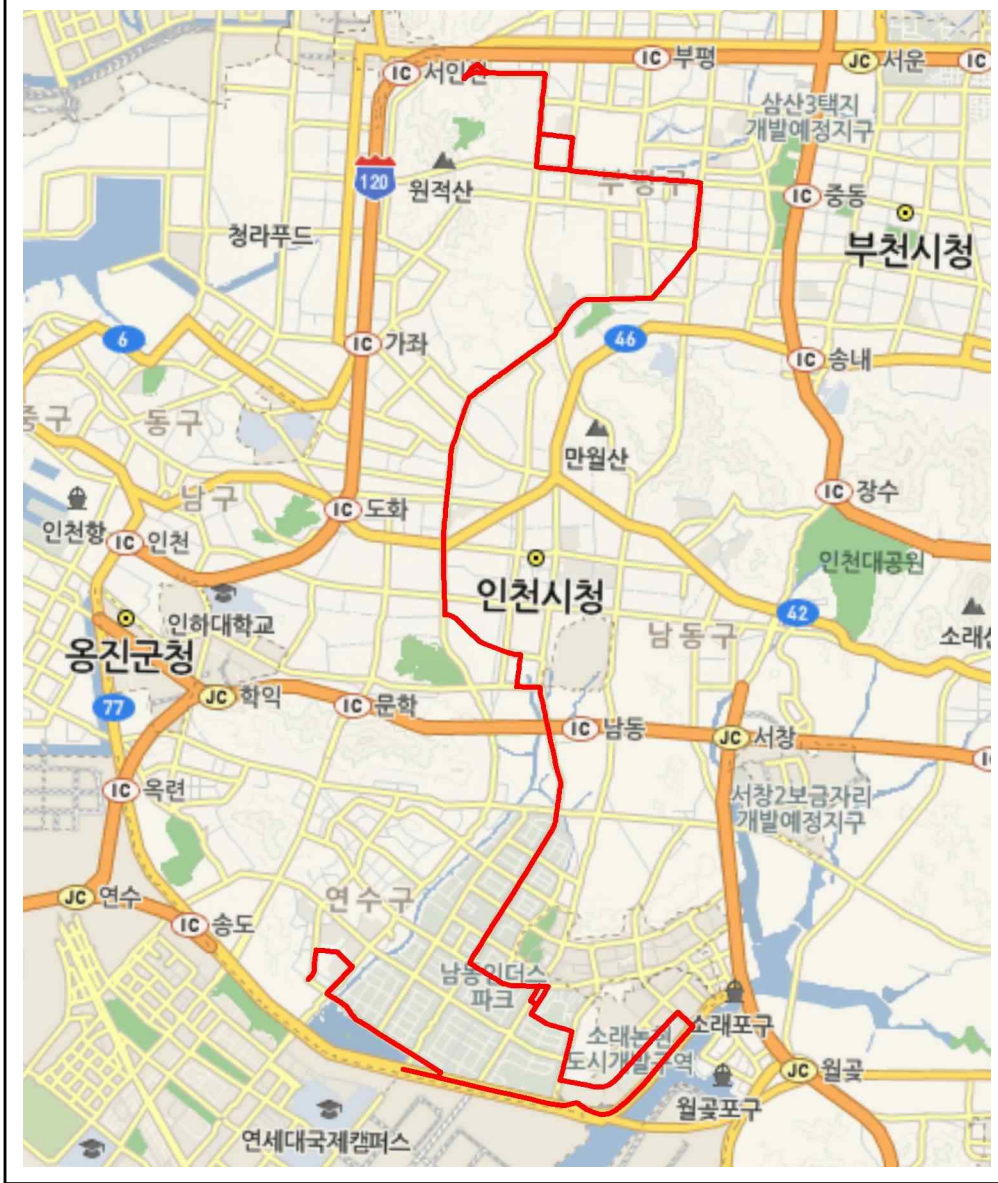 IC 서인천
IC 부평
JC 서운
IC
삼산3택지
개발예정지구
120
원적산
부평구
IC 중동
청라푸드
부천시청
6
IC 가좌
46
IC 송내
중구
동구
만월산
남구
IC 도화
IC 장수
인천항
IC 인천
인천시청
인천대공원
인하대학교
42
남동구
소래산
옹진군청
JC 학익
77
IC 문학
IC 남동
JC 서창
IC 옥련
서창2보금자리
개발예정지구
연수구
JC 연수
IC 송도
남동인더스
파크
소래논현
도시개발구역
소래포구
JC 월곶
월곶포구
연세대국제캠퍼스